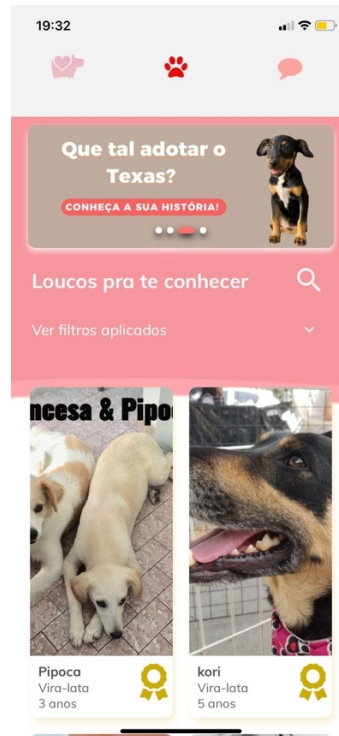 19:32
Que tal adotar o
Texas?
CONHEÇA A SUA HISTÓRIA!
Loucos pra te conhecer
Ver filtros aplicados
ncesa & Pipo
Pipoca
Vira-lata
3 anos
kori
Vira-lata
5 anos